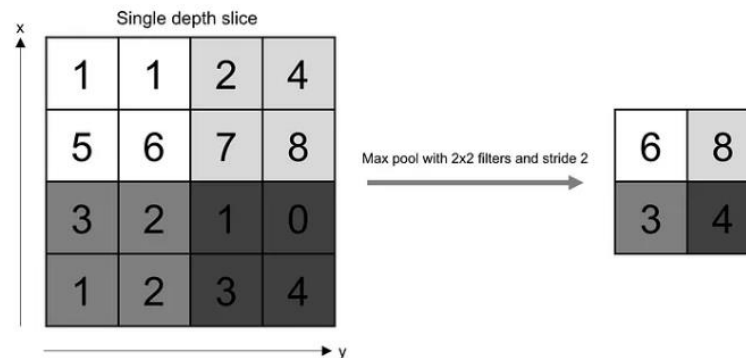 Single depth slice
x
1 1 2 4
5 6 7 8
3 2 1 0
1 2 3 4
y
Max pool with 2x2 filters and stride 2
6 8
3 4